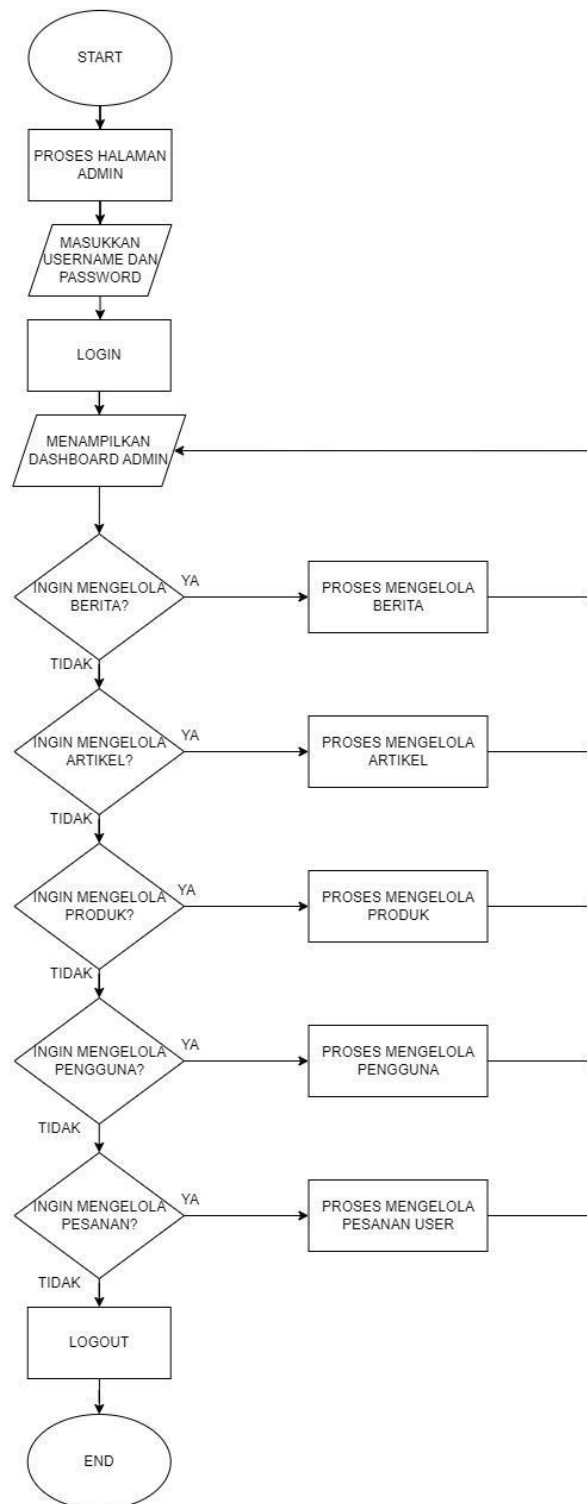 START
PROSES HALAMAN
ADMIN
MASUKKAN
USERNAME DAN
PASSWORD
LOGIN
MENAMPILKAN
DASHBOARD ADMIN
INGIN MENGELOLA
BERITA?
YA
PROSES MENGELOLA
BERITA
TIDAK
INGIN MENGELOLA
ARTIKEL?
YA
PROSES MENGELOLA
ARTIKEL
TIDAK
INGIN MENGELOLA
PRODUK?
YA
PROSES MENGELOLA
PRODUK
TIDAK
INGIN MENGELOLA
PENGGUNA?
YA
PROSES MENGELOLA
PENGGUNA
TIDAK
INGIN MENGELOLA
PESANAN?
YA
PROSES MENGELOLA
PESANAN USER
TIDAK
LOGOUT
END